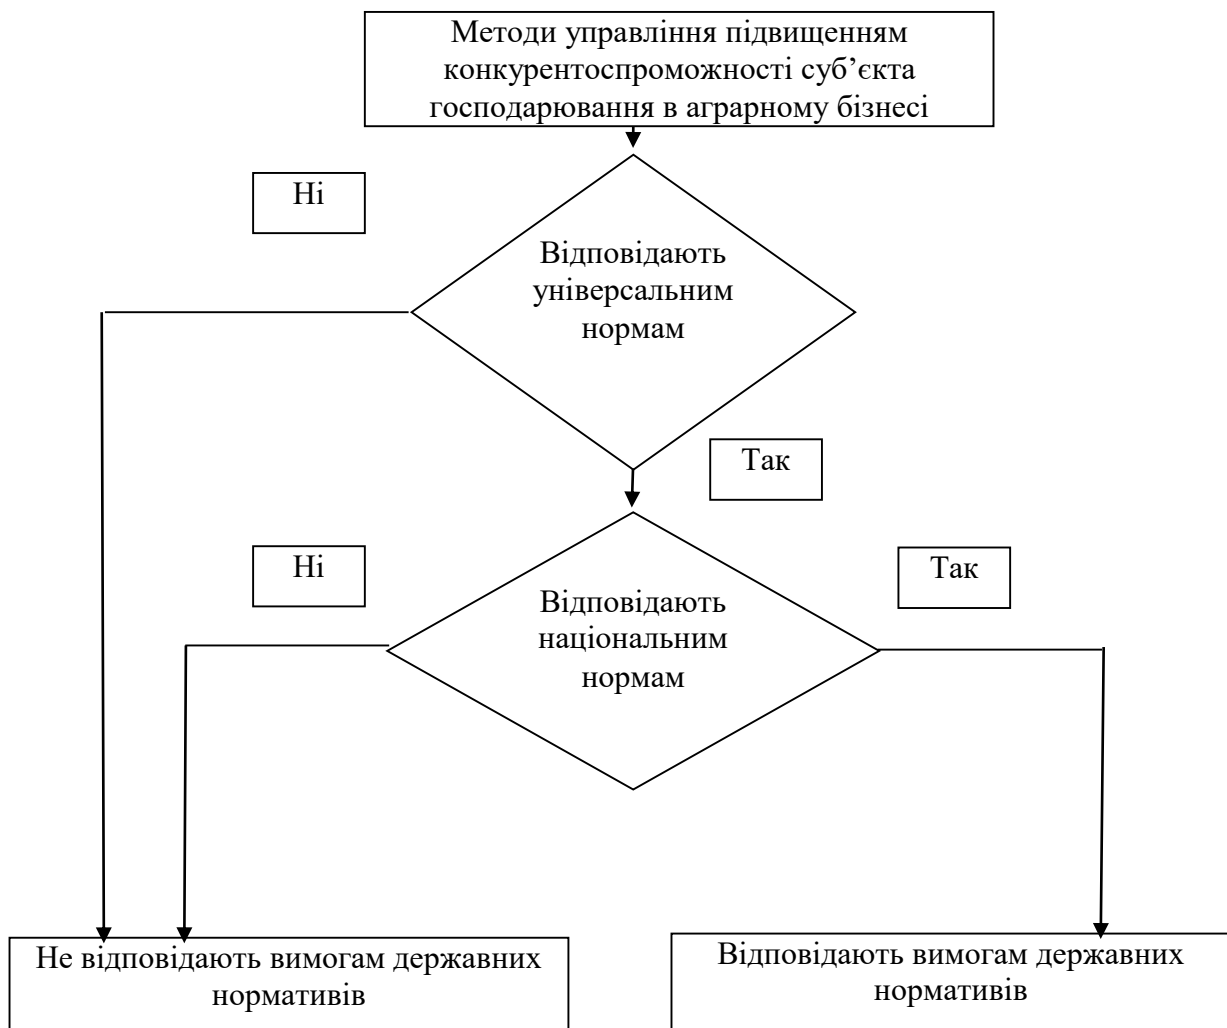 Методи управління підвищенням
конкурентоспроможності суб’єкта
господарювання в аграрному бізнесі
Ні
Відповідають
універсальним
нормам
Так
Ні
Так
Відповідають
національним
нормам
Не відповідають вимогам державних
нормативів
Відповідають вимогам державних
нормативів